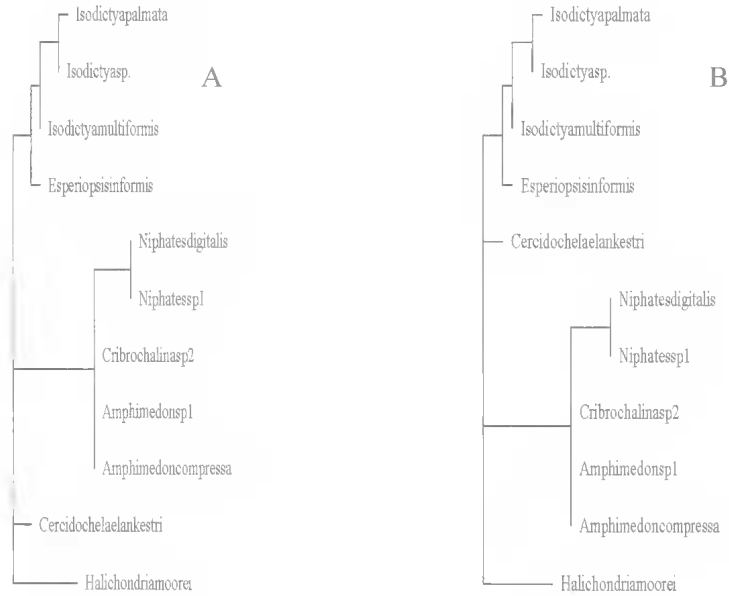 Isodictyapalmata
Isodictyasp.
A
Isodictyamultiformis
Esperiopsisinformis
Niphatesdigitalis
Niphatessp1
Cribrochalinasp2
Amphimedonsp1
Amphimedoncompressa
Cercidochelaelankestri
Halichondriamoorei
Isodictyapalmata
Isodictyasp.
B
Isodictyamultiformis
Esperiopsisinformis
Cercidochelaelankestri
Niphatesdigitalis
Niphatessp1
Cribrochalinasp2
Amphimedonsp1
Amphimedoncompressa
Halichondriamoorei